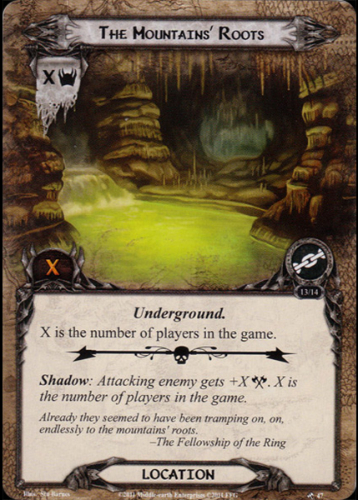 THE MOUNTAINS' ROOTS
X
X
13/14
Underground.
X is the number of players in the game.
Shadow: Attacking enemy gets +X . X is
the number of players in the game.
Already they seemed to have been tramping on, on,
endlessly to the mountains' roots.
–The Fellowship of the Ring
LOCATION